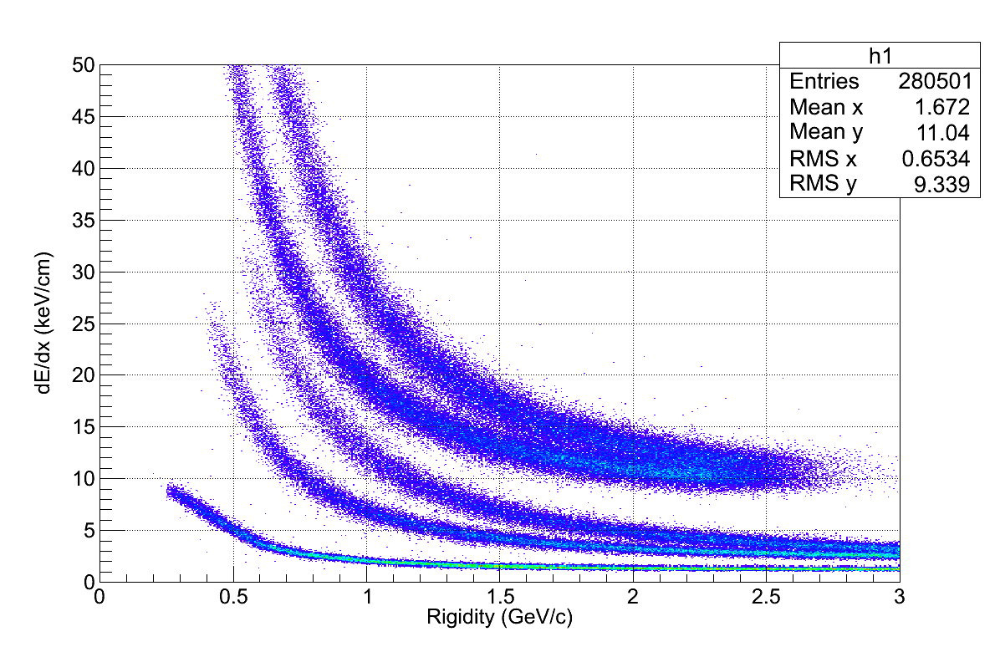 h1
Entries 280501
Mean x 1.672
Mean y 11.04
RMS x 0.6534
RMS y 9.339
dE/dx (keV/cm)
50
45
40
35
30
25
20
15
10
5
0
0 0.5 1 1.5 2 2.5 3
Rigidity (GeV/c)